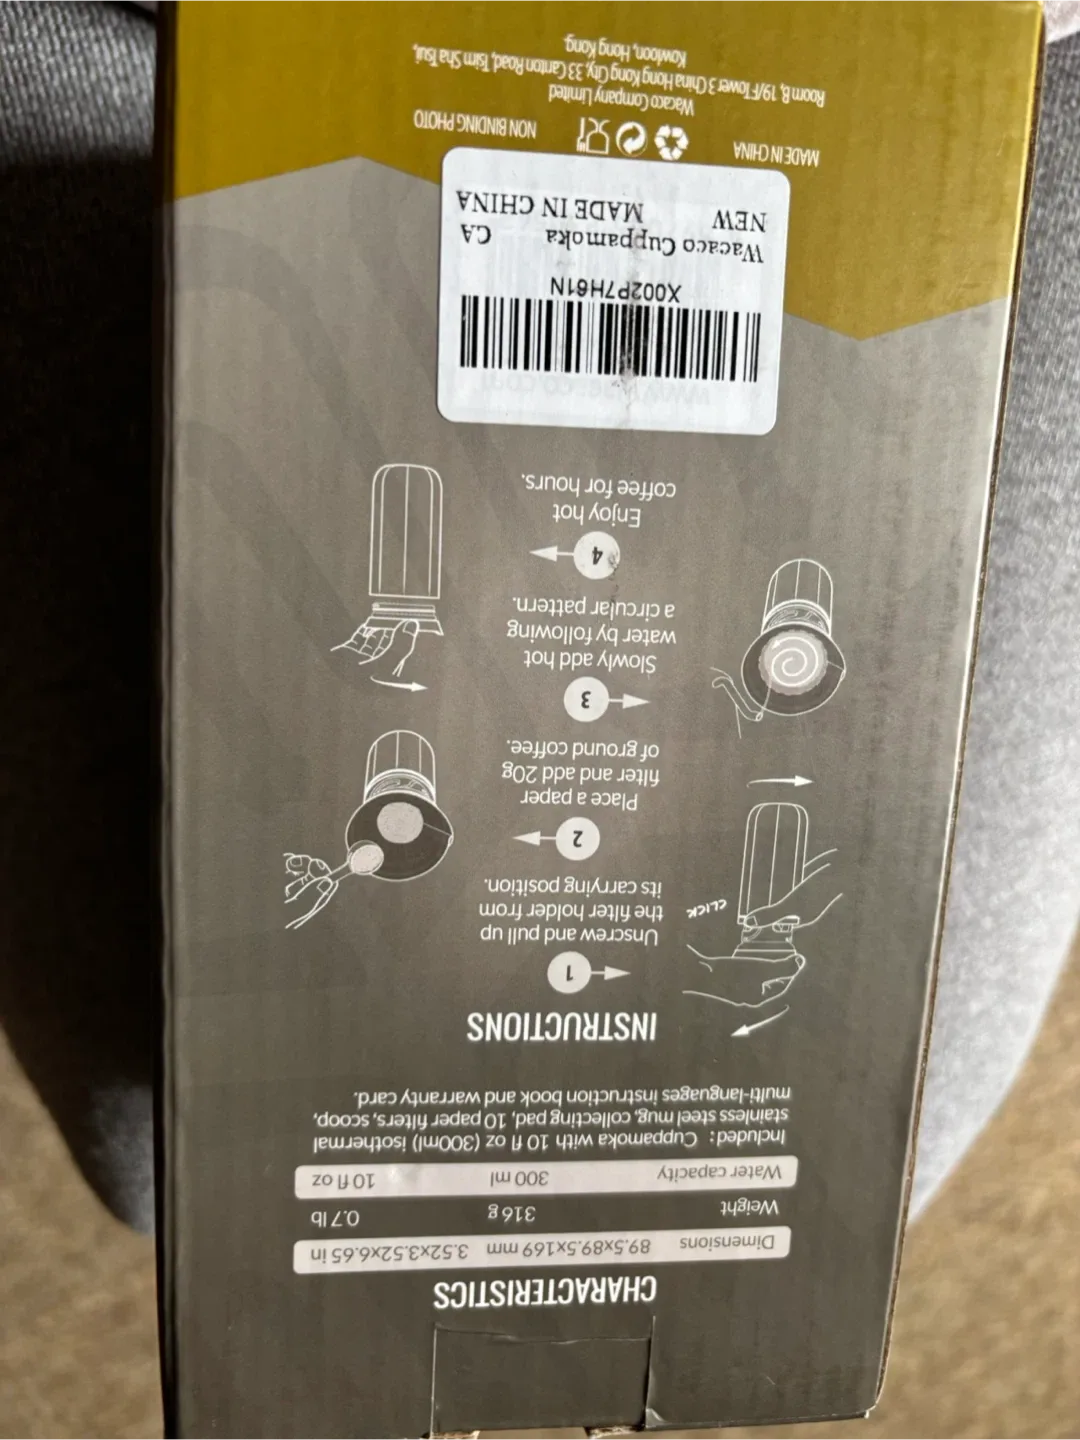 CHARACTERISTICS
Dimensions 89.5x89.5x169 mm 3.52x3.52x6.65 in
Weight 316 g 0.7 lb
Water capacity 300 ml 10 fl oz
Included: Cuppamoka with 10 fl oz (300ml) isothermal
stainless steel mug, collecting pad, 10 paper filters, scoop,
multi-languages instruction book and warranty card.
INSTRUCTIONS
1
Unscrew and pull up
the filter holder from
its carrying position.
CLICK
2
Place a paper
filter and add 20g
of ground coffee.
3
Slowly add hot
water by following
a circular pattern.
4
Enjoy hot
coffee for hours.
www.wacaco.com
X002P7H61N
Wacaco Cuppamoka CA
NEW MADE IN CHINA
MADE IN CHINA NON BINDING PHOTO
Wacaco Company Limited
Room B, 19/F Tower 3 China Hong Kong City, 33 Canton Road, Tsim Sha Tsui,
Kowloon, Hong Kong.